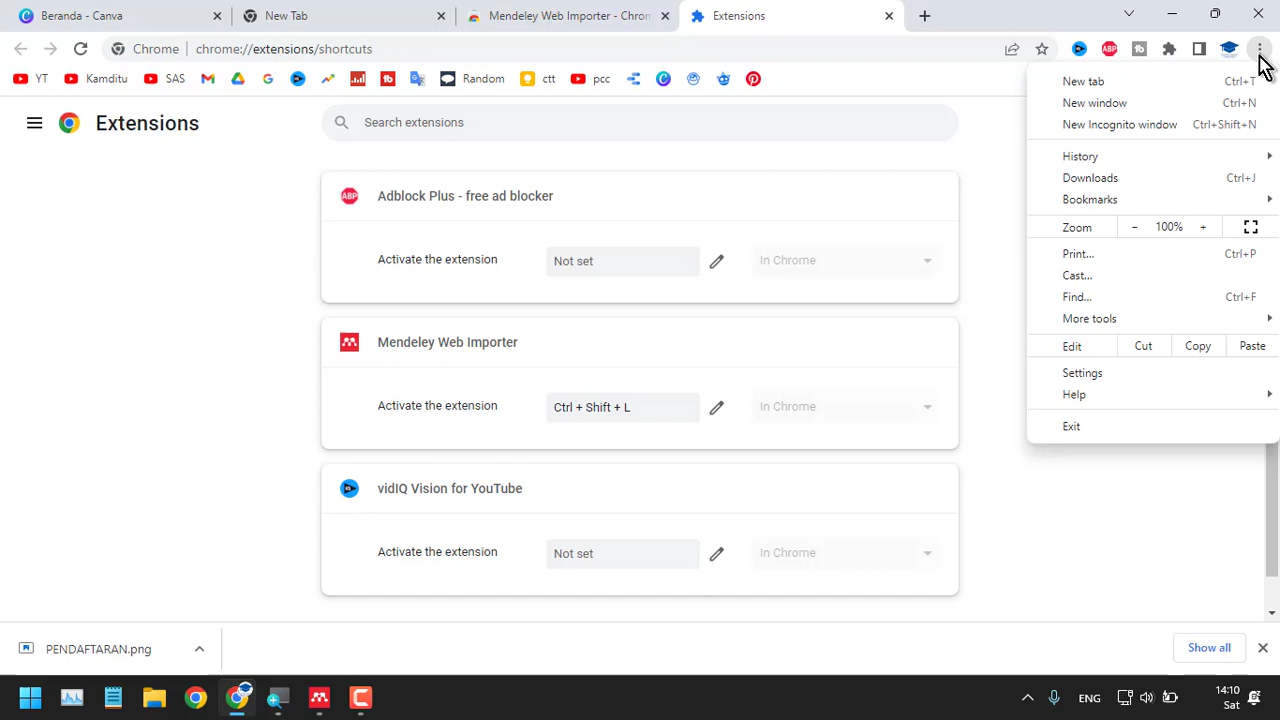 Beranda - Canva
New Tab
Mendeley Web Importer - Chrom
Extensions
Chrome
chrome://extensions/shortcuts
ABP
YT
Kamditu
SAS
Random
ctt
pcc
Extensions
Search extensions
ABP
Adblock Plus - free ad blocker
Activate the extension
Not set
In Chrome
Mendeley Web Importer
Activate the extension
Ctrl + Shift + L
In Chrome
vidIQ Vision for YouTube
Activate the extension
Not set
In Chrome
New tab Ctrl+T
New window Ctrl+N
New Incognito window Ctrl+Shift+N
History
Downloads Ctrl+J
Bookmarks
Zoom - 100% +
Print... Ctrl+P
Cast...
Find... Ctrl+F
More tools
Edit Cut Copy Paste
Settings
Help
Exit
PENDAFTARAN.png
Show all
ENG
14:10
Sat